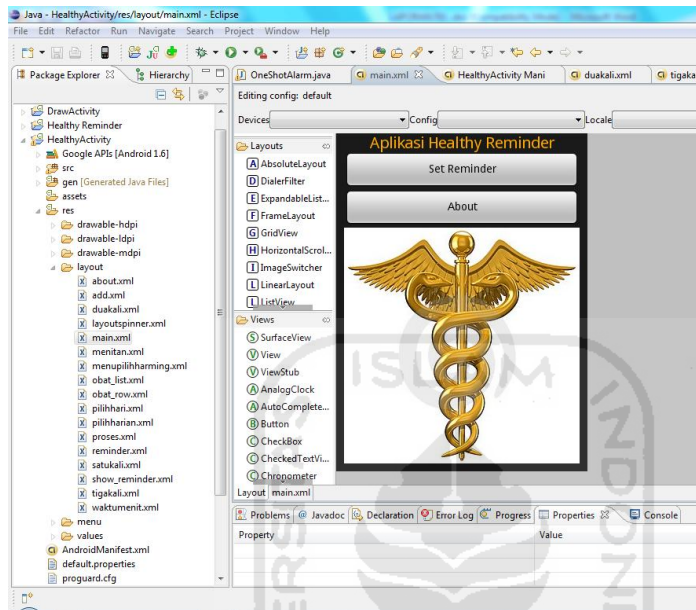 Java - HealthyActivity/res/layout/main.xml - Eclipse
File Edit Refactor Run Navigate Search Project Window Help
Package Explorer Hierarchy
DrawActivity
Healthy Reminder
HealthyActivity
Google APIs [Android 1.6]
src
gen [Generated Java Files]
assets
res
drawable-hdpi
drawable-ldpi
drawable-mdpi
layout
about.xml
add.xml
duakali.xml
layoutspinner.xml
main.xml
menitan.xml
menupilihharming.xml
obat_list.xml
obat_row.xml
pilihhari.xml
pilihharian.xml
proses.xml
reminder.xml
satukali.xml
show_reminder.xml
tigakali.xml
waktumenit.xml
menu
values
AndroidManifest.xml
default.properties
proguard.cfg
OneShotAlarm.java main.xml HealthyActivity Mani duakali.xml tigaka
Editing config: default
Devices Config Locale
Layouts
A AbsoluteLayout
D DialerFilter
E ExpandableList...
F FrameLayout
G GridView
H HorizontalScrol...
I ImageSwitcher
L LinearLayout
L ListView
Views
S SurfaceView
V View
V ViewStub
A AnalogClock
A AutoComplete...
B Button
C CheckBox
C CheckedTextVi...
C Chronometer
Aplikasi Healthy Reminder
Set Reminder
About
Layout main.xml
Problems Javadoc Declaration Error Log Progress Properties Console
Property Value
ISLAM
INDON
ERSITAS